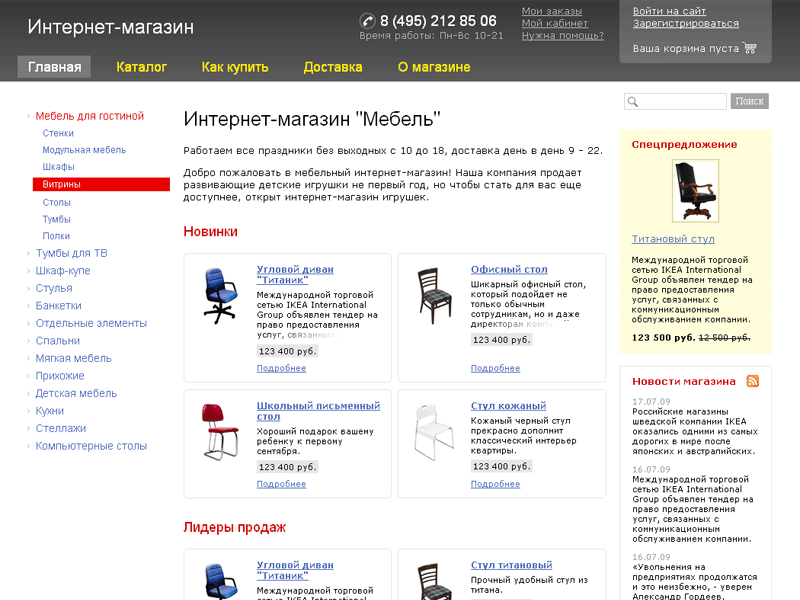 Интернет-магазин
8 (495) 212 85 06
Время работы: Пн-Вс 10-21
Мои заказы
Мой кабинет
Нужна помощь?
Войти на сайт
Зарегистрироваться
Ваша корзина пуста
Главная
Каталог
Как купить
Доставка
О магазине
Мебель для гостиной
Стенки
Модульная мебель
Шкафы
Витрины
Столы
Тумбы
Полки
Тумбы для ТВ
Шкаф-купе
Стулья
Банкетки
Отдельные элементы
Спальни
Мягкая мебель
Прихожие
Детская мебель
Кухни
Стеллажи
Компьютерные столы
Интернет-магазин "Мебель"
Работаем все праздники без выходных с 10 до 18, доставка день в день 9 - 22.
Добро пожаловать в мебельный интернет-магазин! Наша компания продает
развивающие детские игрушки не первый год, но чтобы стать для вас еще
доступнее, открыт интернет-магазин игрушек.
Новинки
Угловой диван
"Титаник"
Международной торговой
сетью IKEA International
Group объявлен тендер на
право предоставления
услуг, связанных
123 400 руб.
Подробнее
Офисный стол
Шикарный офисный стол,
который подойдет не
только обычным
сотрудникам, но и даже
директорам
123 400 руб.
Подробнее
Школьный письменный
стол
Хороший подарок вашему
ребенку к первому
сентября.
123 400 руб.
Подробнее
Стул кожаный
Кожаный черный стул
прекрасно дополнит
классический интерьер
квартиры.
123 400 руб.
Подробнее
Лидеры продаж
Угловой диван
"Титаник"
Международной торговой
сетью IKEA International
Стул титановый
Прочный удобный стул из
титана.
Поиск
Спецпредложение
Титановый стул
Международной торговой
сетью IKEA International
Group объявлен тендер на
право предоставления
услуг, связанных с
коммуникационным
обслуживанием компании.
123 500 руб. 12 500 руб.
Новости магазина
17.07.09
Российские магазины
шведской компании IKEA
оказались одними из самых
дорогих в мире после
японских и австралийских.
16.07.09
Международной торговой
сетью IKEA International
Group объявлен тендер на
право предоставления
услуг, связанных с
коммуникационным
обслуживанием компании.
16.07.09
«Увольнения на
предприятиях продолжатся
и это неизбежно, - уверен
Александр Гордеев.